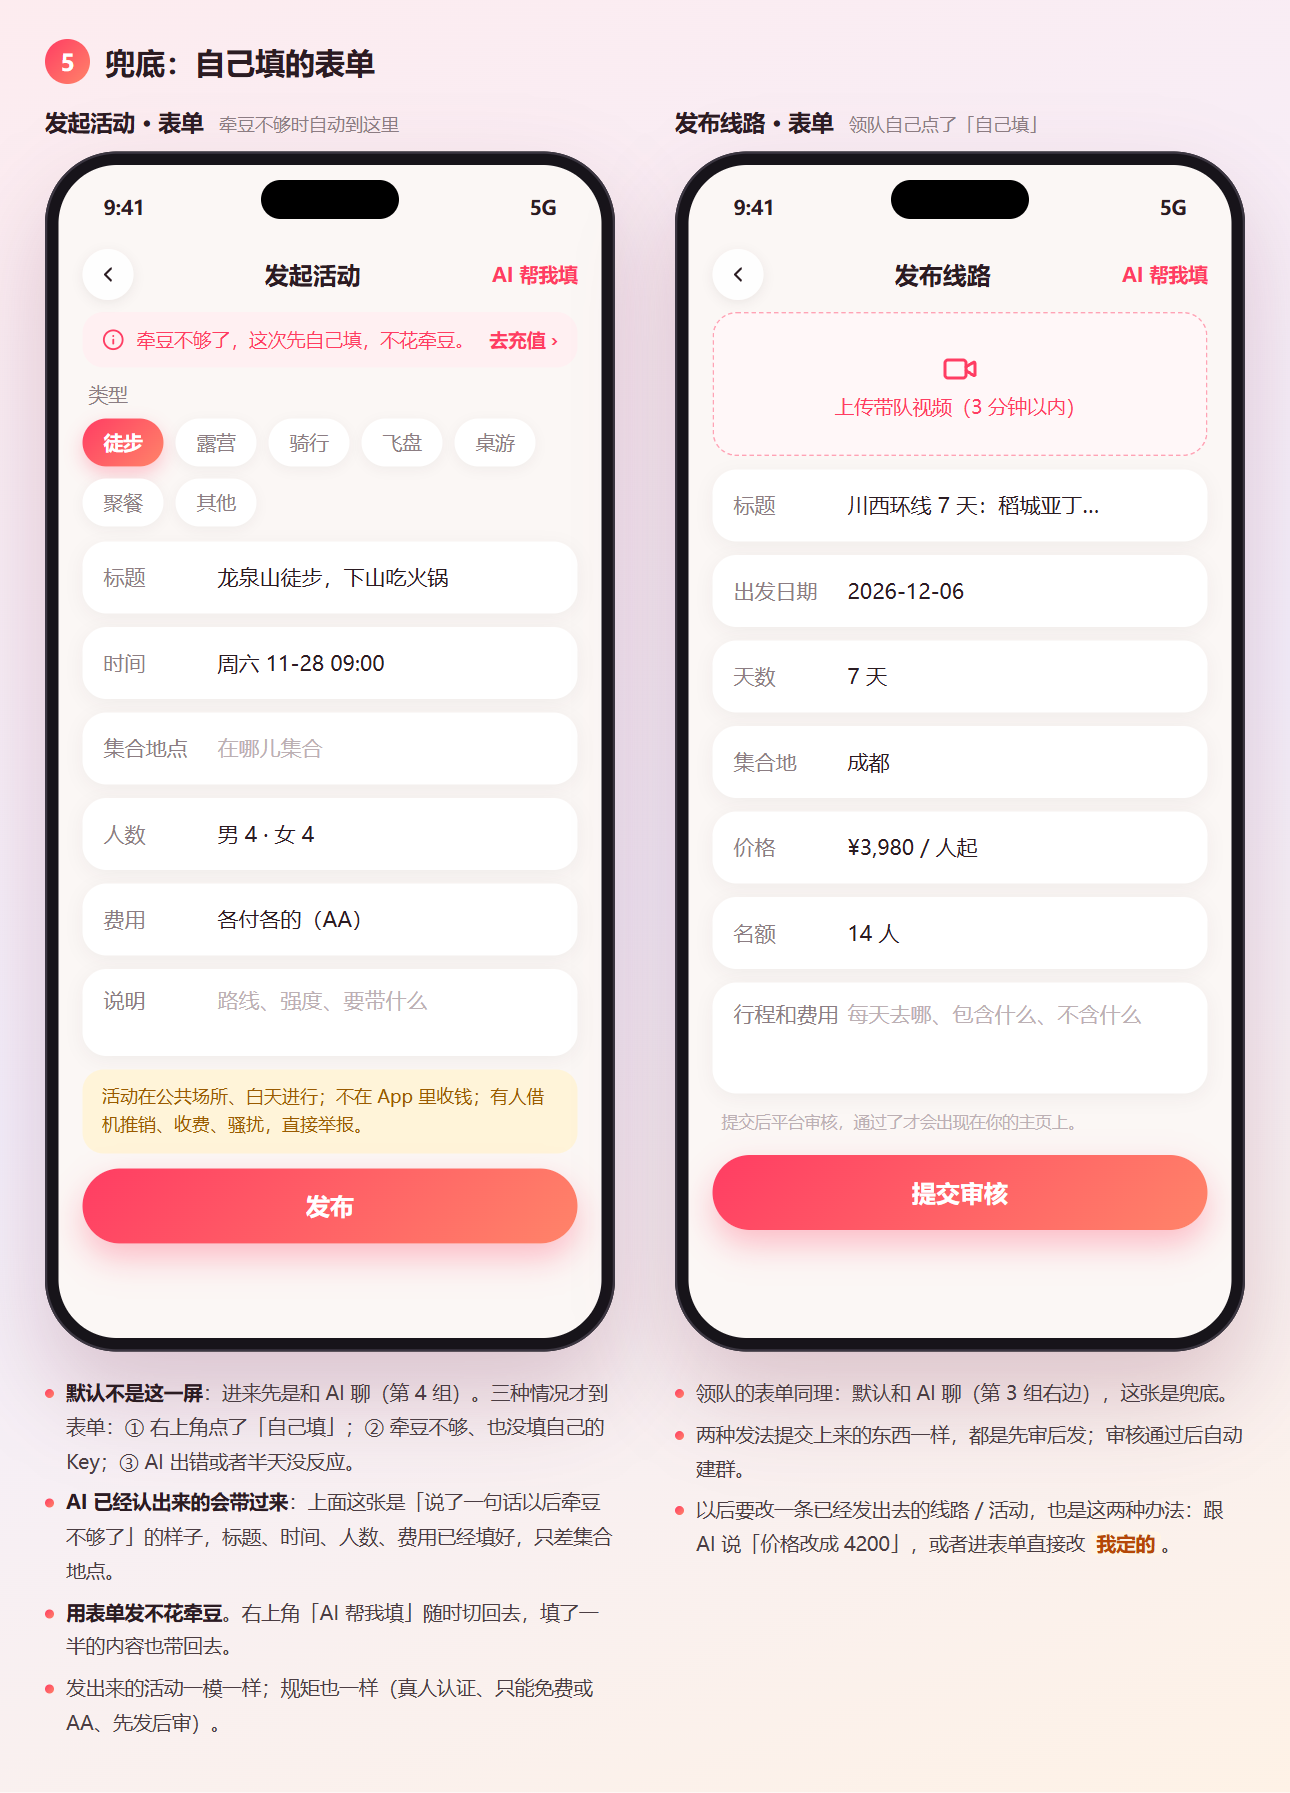 5 兜底：自己填的表单
发起活动・表单 牵豆不够时自动到这里
9:41 5G
发起活动 AI 帮我填
牵豆不够了，这次先自己填，不花牵豆。 去充值 ›
类型
徒步 露营 骑行 飞盘 桌游
聚餐 其他
标题 龙泉山徒步，下山吃火锅
时间 周六 11-28 09:00
集合地点 在哪儿集合
人数 男 4 · 女 4
费用 各付各的（AA）
说明 路线、强度、要带什么
活动在公共场所、白天进行；不在 App 里收钱；有人借
机推销、收费、骚扰，直接举报。
发布
默认不是这一屏：进来先是和 AI 聊（第 4 组）。三种情况才到
表单：① 右上角点了「自己填」；② 牵豆不够、也没填自己的
Key；③ AI 出错或者半天没反应。
AI 已经认出来的会带过来：上面这张是「说了一句话以后牵豆
不够了」的样子，标题、时间、人数、费用已经填好，只差集合
地点。
用表单发不花牵豆。右上角「AI 帮我填」随时切回去，填了一
半的内容也带回去。
发出来的活动一模一样；规矩也一样（真人认证、只能免费或
AA、先发后审）。
发布线路・表单 领队自己点了「自己填」
9:41 5G
发布线路 AI 帮我填
上传带队视频（3 分钟以内）
标题 川西环线 7 天：稻城亚丁...
出发日期 2026-12-06
天数 7 天
集合地 成都
价格 ¥3,980 / 人起
名额 14 人
行程和费用 每天去哪、包含什么、不含什么
提交后平台审核，通过了才会出现在你的主页上。
提交审核
领队的表单同理：默认和 AI 聊（第 3 组右边），这张是兜底。
两种发法提交上来的东西一样，都是先审后发；审核通过后自动
建群。
以后要改一条已经发出去的线路 / 活动，也是这两种办法：跟
AI 说「价格改成 4200」，或者进表单直接改 我定的 。